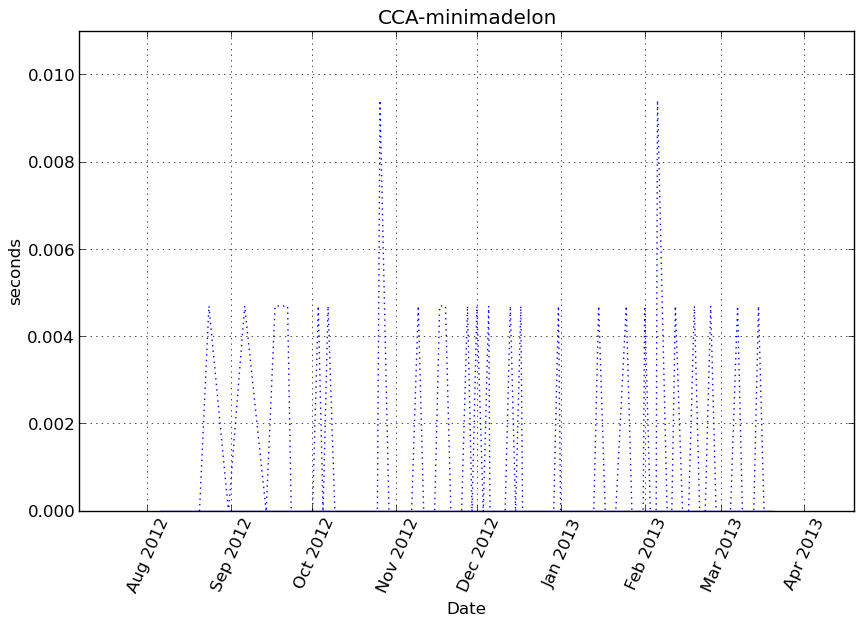 CCA-minimadelon
0.010
0.008
0.006
0.004
0.002
0.000
seconds
Aug 2012
Sep 2012
Oct 2012
Nov 2012
Dec 2012
Jan 2013
Feb 2013
Mar 2013
Apr 2013
Date